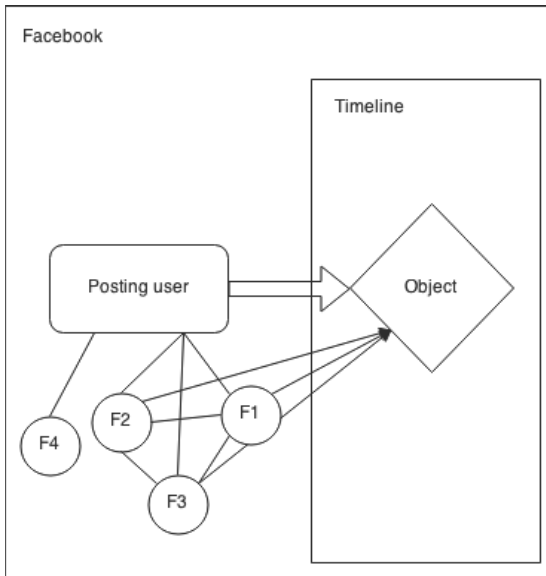 Facebook
Timeline
Posting user
Object
F2
F1
F4
F3